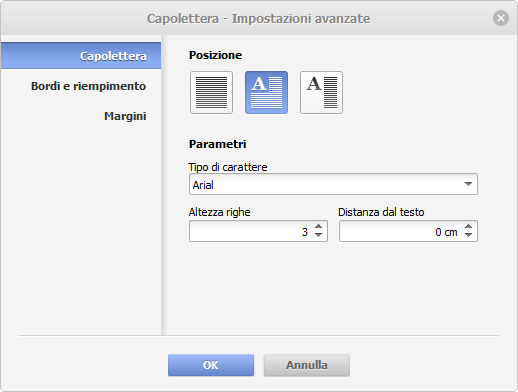 Capolettera - Impostazioni avanzate
Capolettera
Bordi e riempimento
Margini
Posizione
A
A
Parametri
Tipo di carattere
Arial
Altezza righe
Distanza dal testo
3
0 cm
OK
Annulla